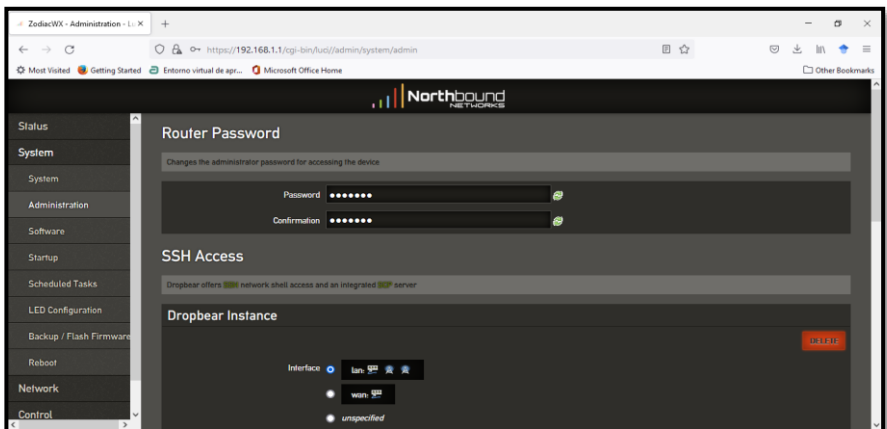 ZodiacWX - Administration - Lu
https://192.168.1.1/cgi-bin/luci//admin/system/admin
Most Visited Getting Started Entorno virtual de apr... Microsoft Office Home Other Bookmarks
Northbound
NETWORKS
Status
System
System
Administration
Software
Startup
Scheduled Tasks
LED Configuration
Backup / Flash Firmware
Reboot
Network
Control
Router Password
Changes the administrator password for accessing the device
Password •••••••
Confirmation •••••••
SSH Access
Dropbear offers SSH network shell access and an integrated SCP server
Dropbear Instance
DELETE
Interface lan:
wan:
unspecified